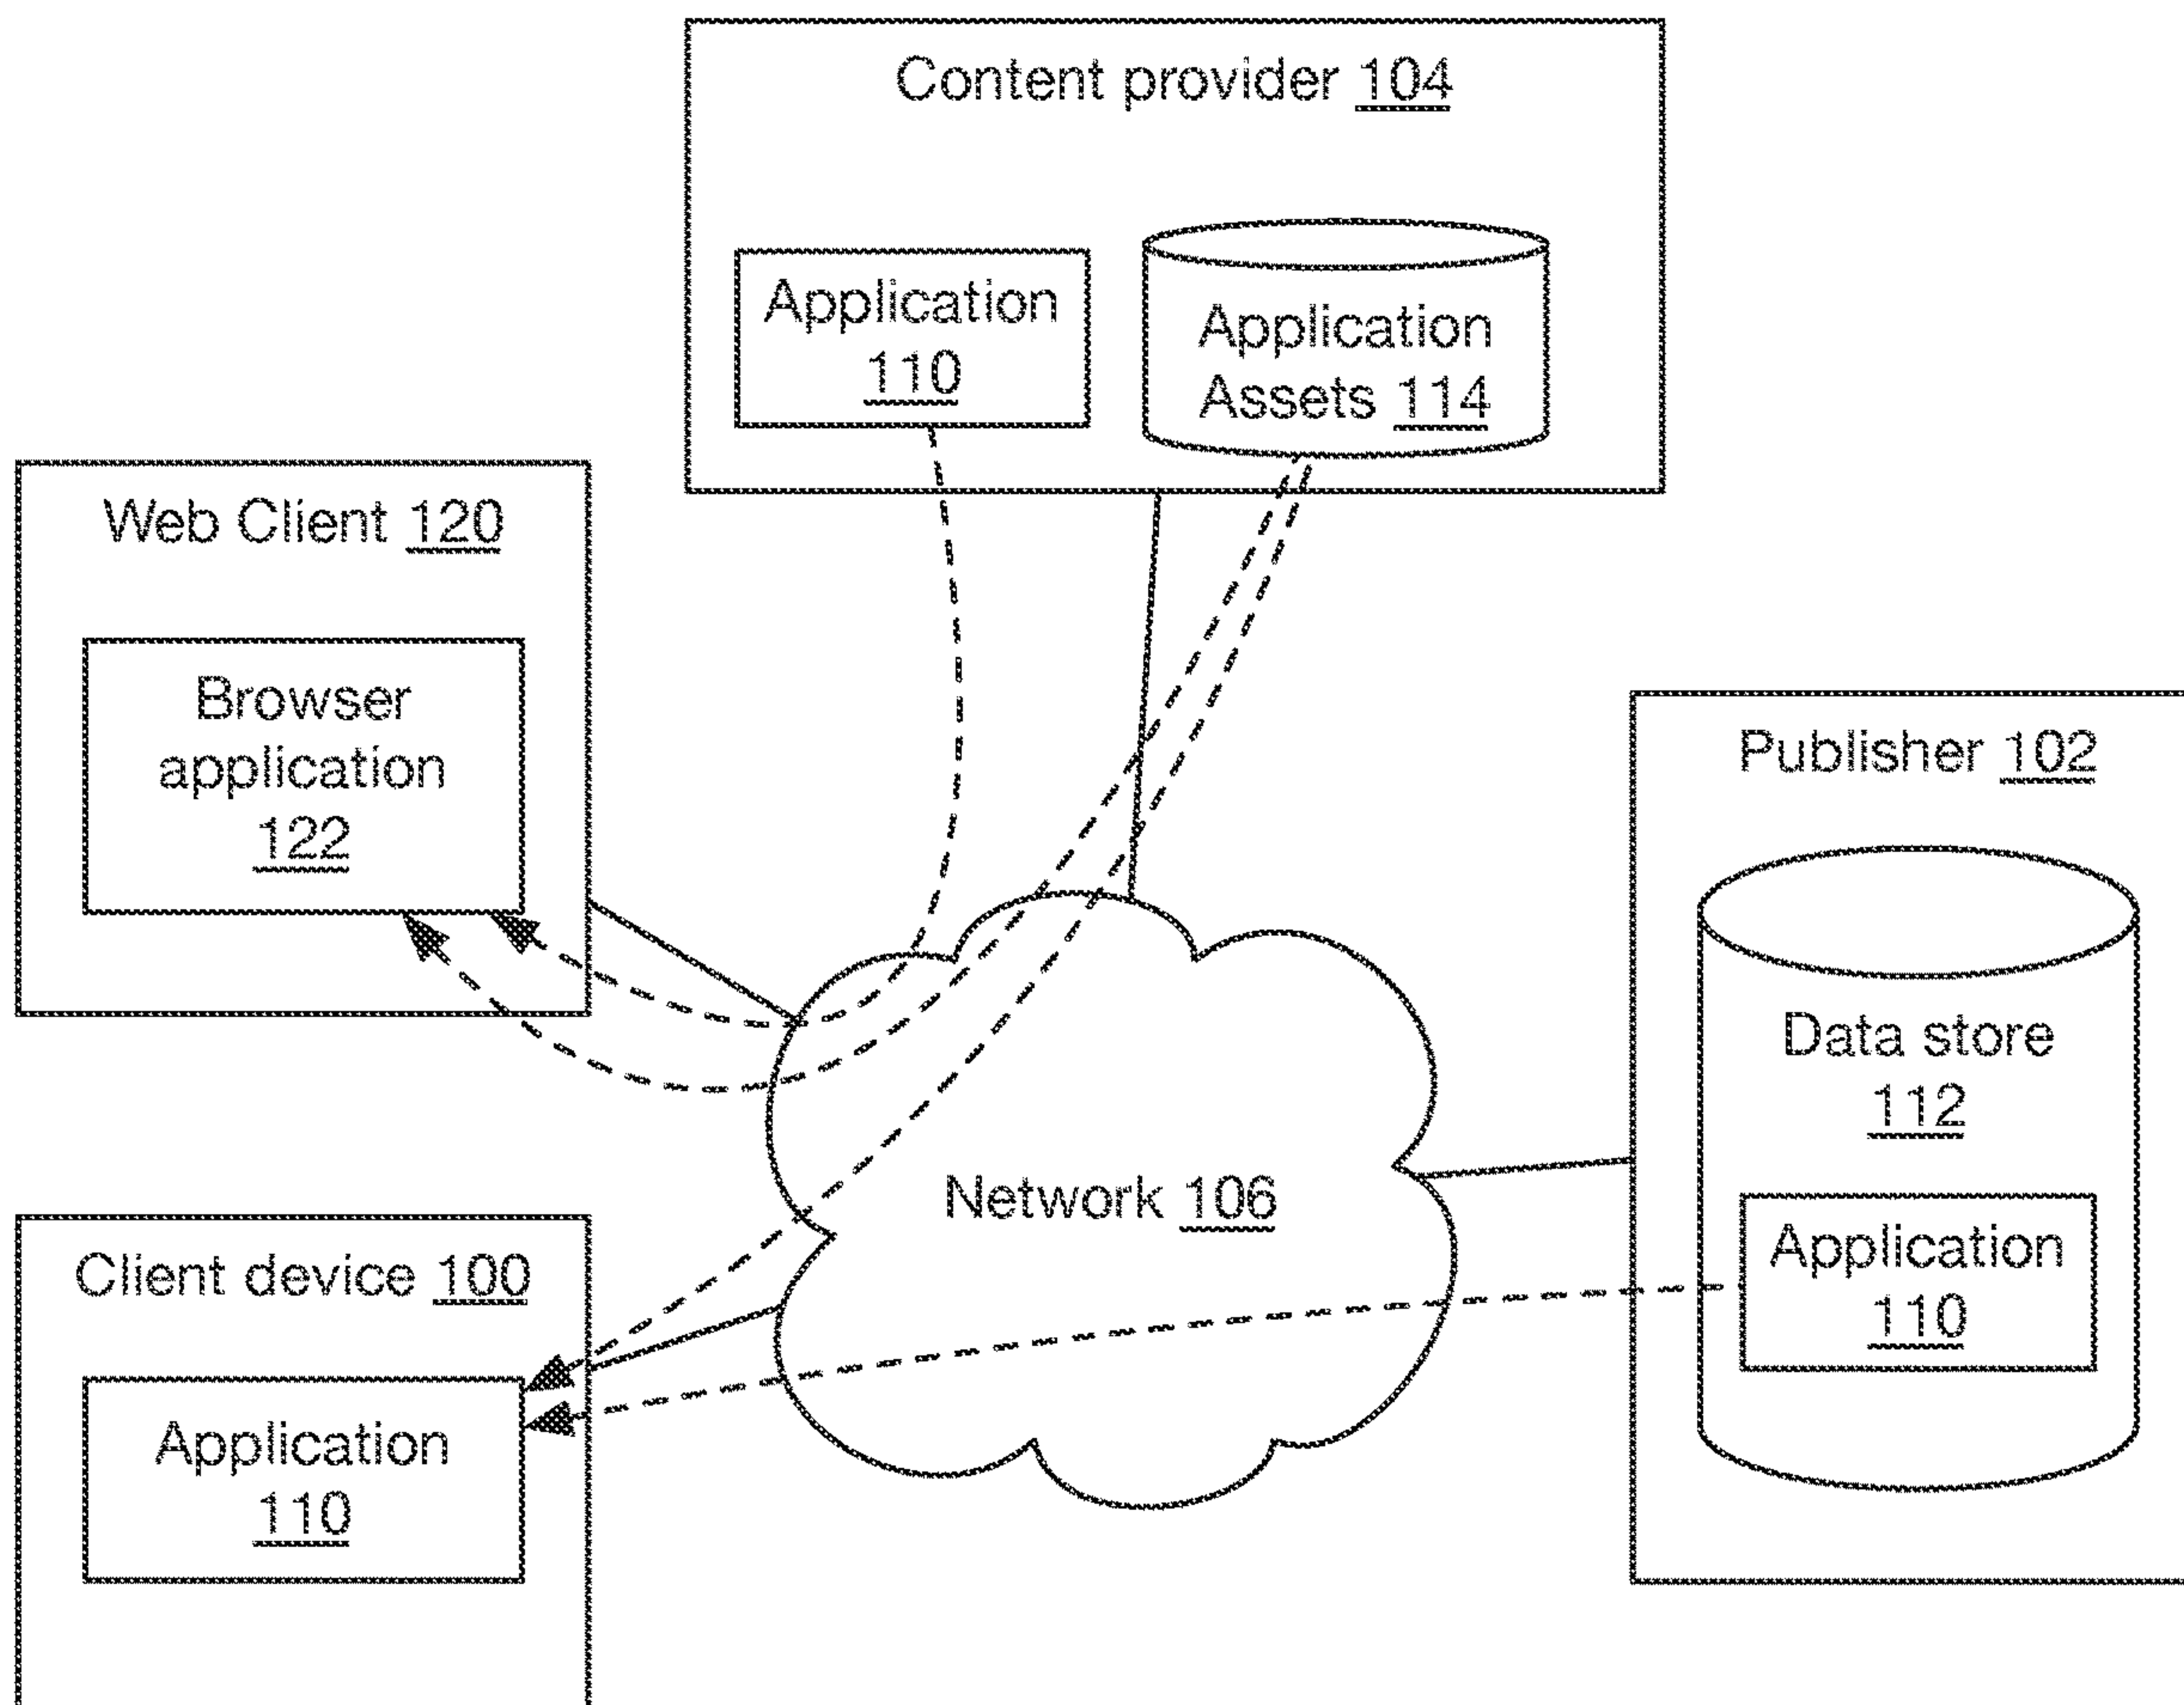 Content provider 104
Application
110
Application
Assets 114
Web Client 120
Browser
application
122
Publisher 102
Data store
112
Application
110
Network 106
Client device 100
Application
110